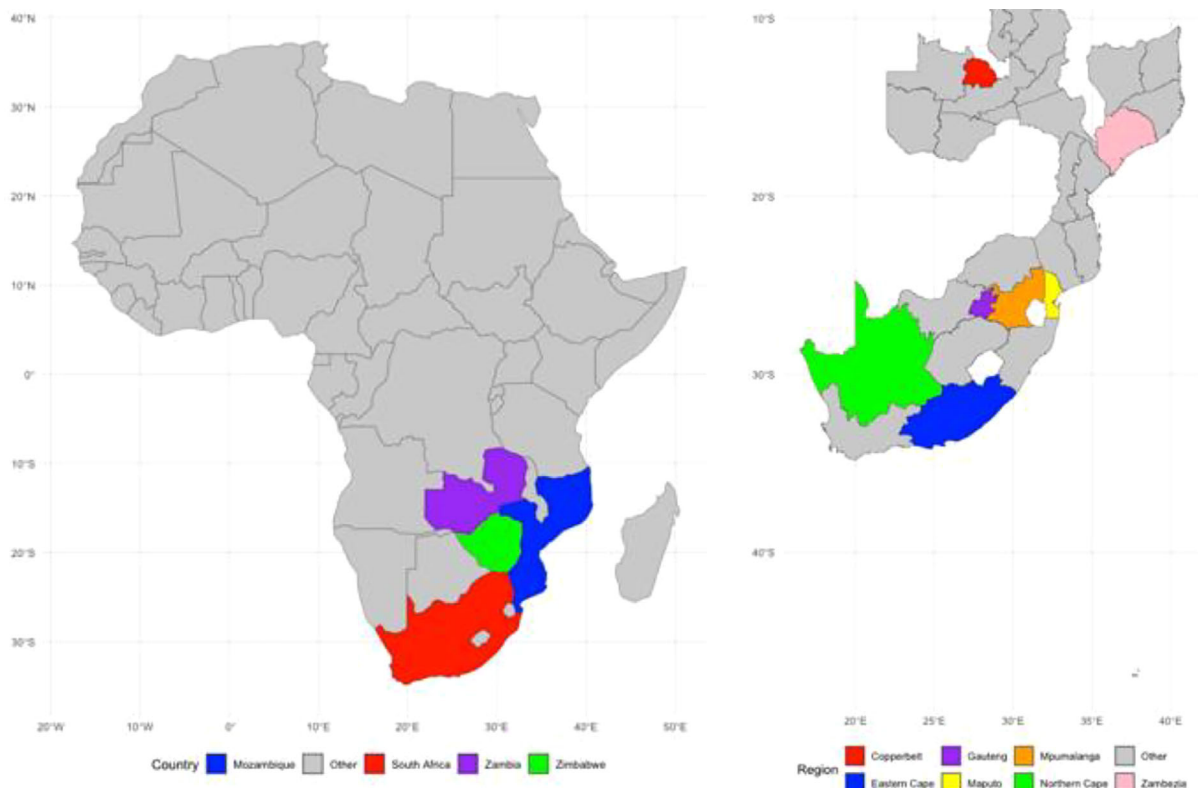 40°N
30°N
20°N
10°N
0°
10°S
20°S
30°S
20°W 10°W 0° 10°E 20°E 30°E 40°E 50°E
Country Mozambique Other South Africa Zambia Zimbabwe
10°S
20°S
30°S
40°S
20°E 25°E 30°E 35°E 40°E
Region
Copperbelt Gauteng Mpumalanga Other
Eastern Cape Maputo Northern Cape Zambezia